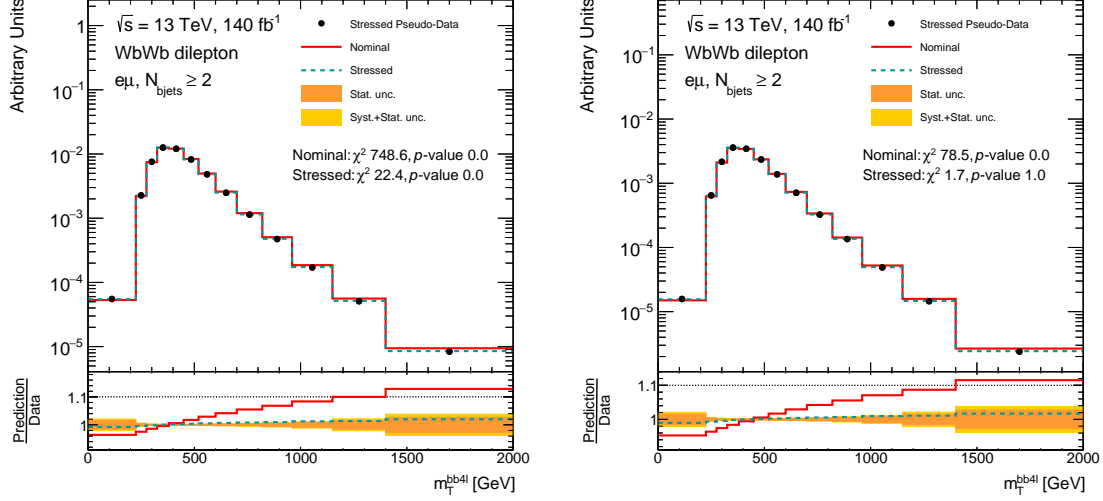 Arbitrary Units
1
10⁻¹
10⁻²
10⁻³
10⁻⁴
10⁻⁵
√s = 13 TeV, 140 fb⁻¹
WbWb dilepton
eμ, N_bjets ≥ 2
Stressed Pseudo-Data
Nominal
Stressed
Stat. unc.
Syst.+Stat. unc.
Nominal: χ² 748.6, p-value 0.0
Stressed: χ² 22.4, p-value 0.0
Prediction
Data
1.1
1
0 500 1000 1500 2000
m_T^bb4l [GeV]
Arbitrary Units
1
10⁻¹
10⁻²
10⁻³
10⁻⁴
10⁻⁵
√s = 13 TeV, 140 fb⁻¹
WbWb dilepton
eμ, N_bjets ≥ 2
Stressed Pseudo-Data
Nominal
Stressed
Stat. unc.
Syst.+Stat. unc.
Nominal: χ² 78.5, p-value 0.0
Stressed: χ² 1.7, p-value 1.0
Prediction
Data
1.1
1
0 500 1000 1500 2000
m_T^bb4l [GeV]